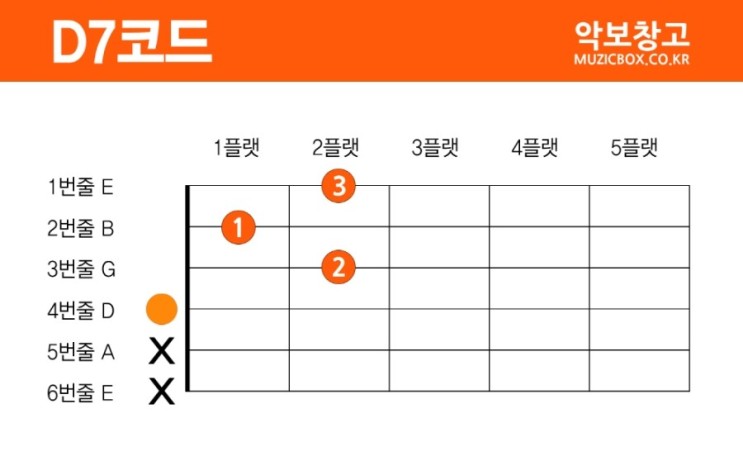 D7코드
악보창고
MUZICBOX.CO.KR
1플랫 2플랫 3플랫 4플랫 5플랫
1번줄 E 3
2번줄 B 1
3번줄 G 2
4번줄 D
5번줄 A X
6번줄 E X